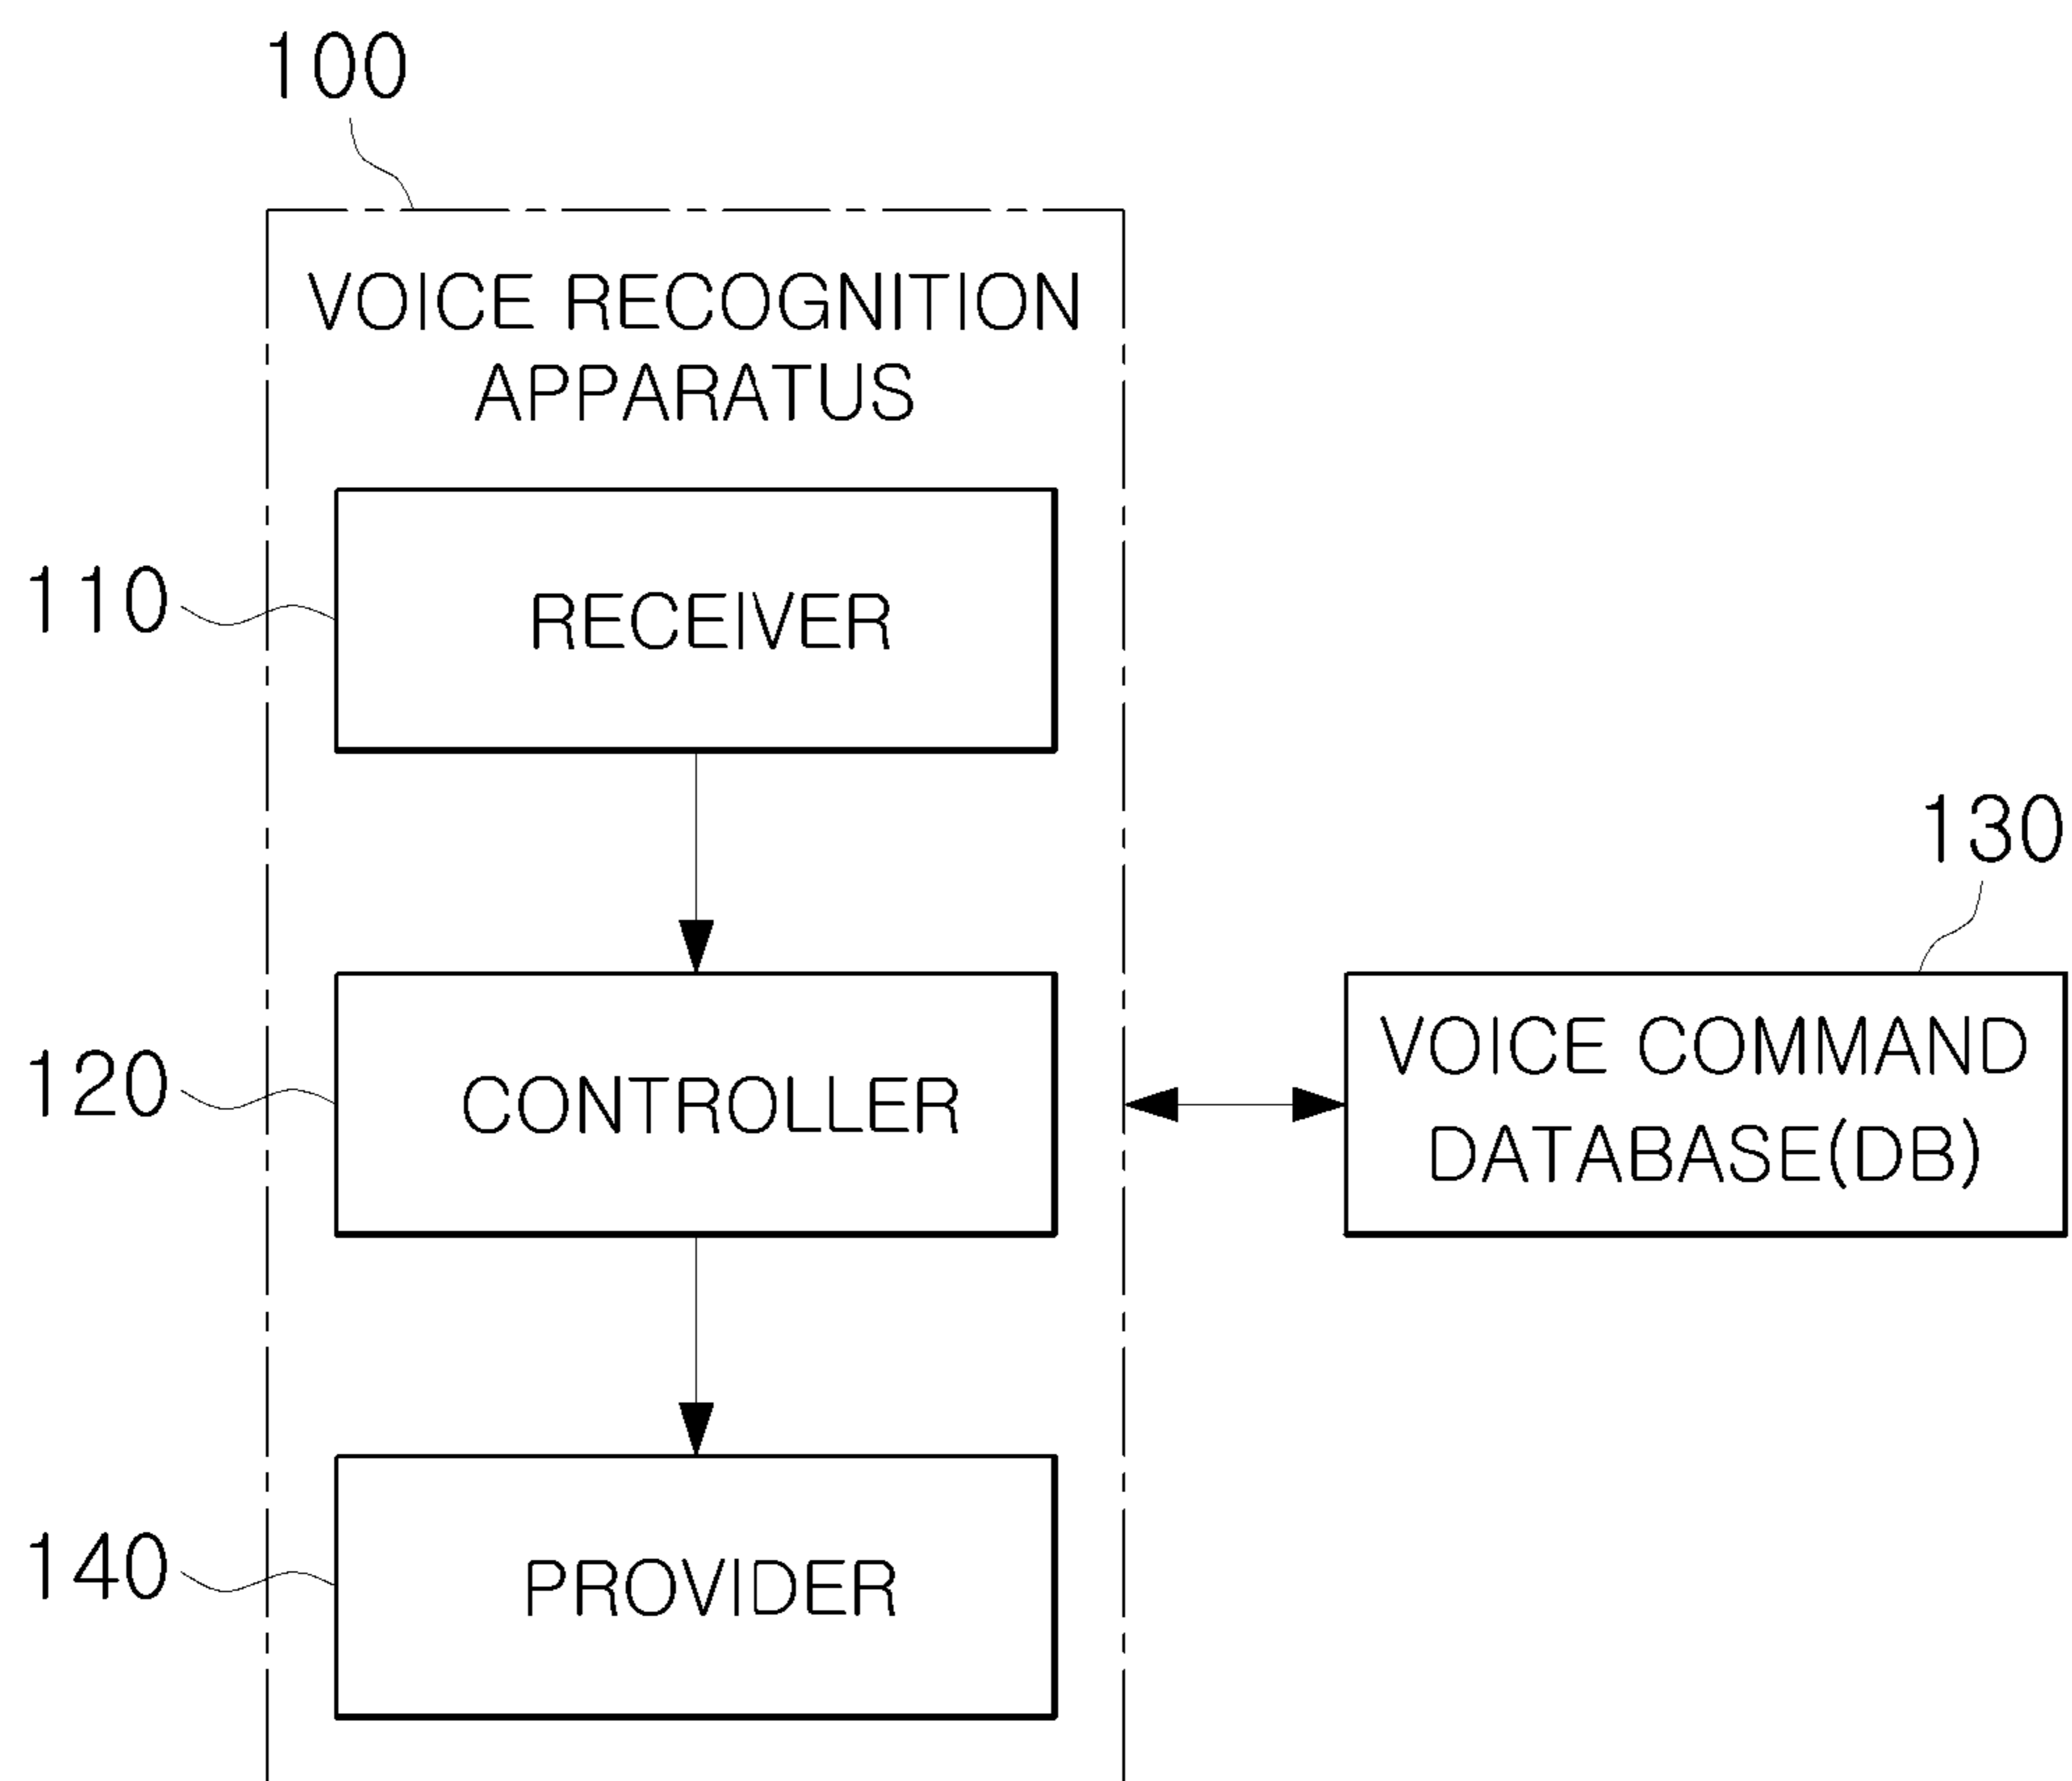 100
VOICE RECOGNITION
APPARATUS
110
RECEIVER
130
120
CONTROLLER
VOICE COMMAND
DATABASE(DB)
140
PROVIDER